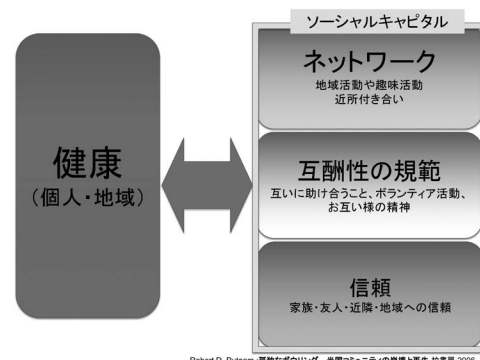 ソーシャルキャピタル
健康
（個人・地域）
ネットワーク
地域活動や趣味活動
近所付き合い
互酬性の規範
互いに助け合うこと、ボランティア活動、
お互い様の精神
信頼
家族・友人・近隣・地域への信頼
Robert D. Putnam :孤独なボウリング－米国コミュニティの崩壊と再生 柏書房 2006